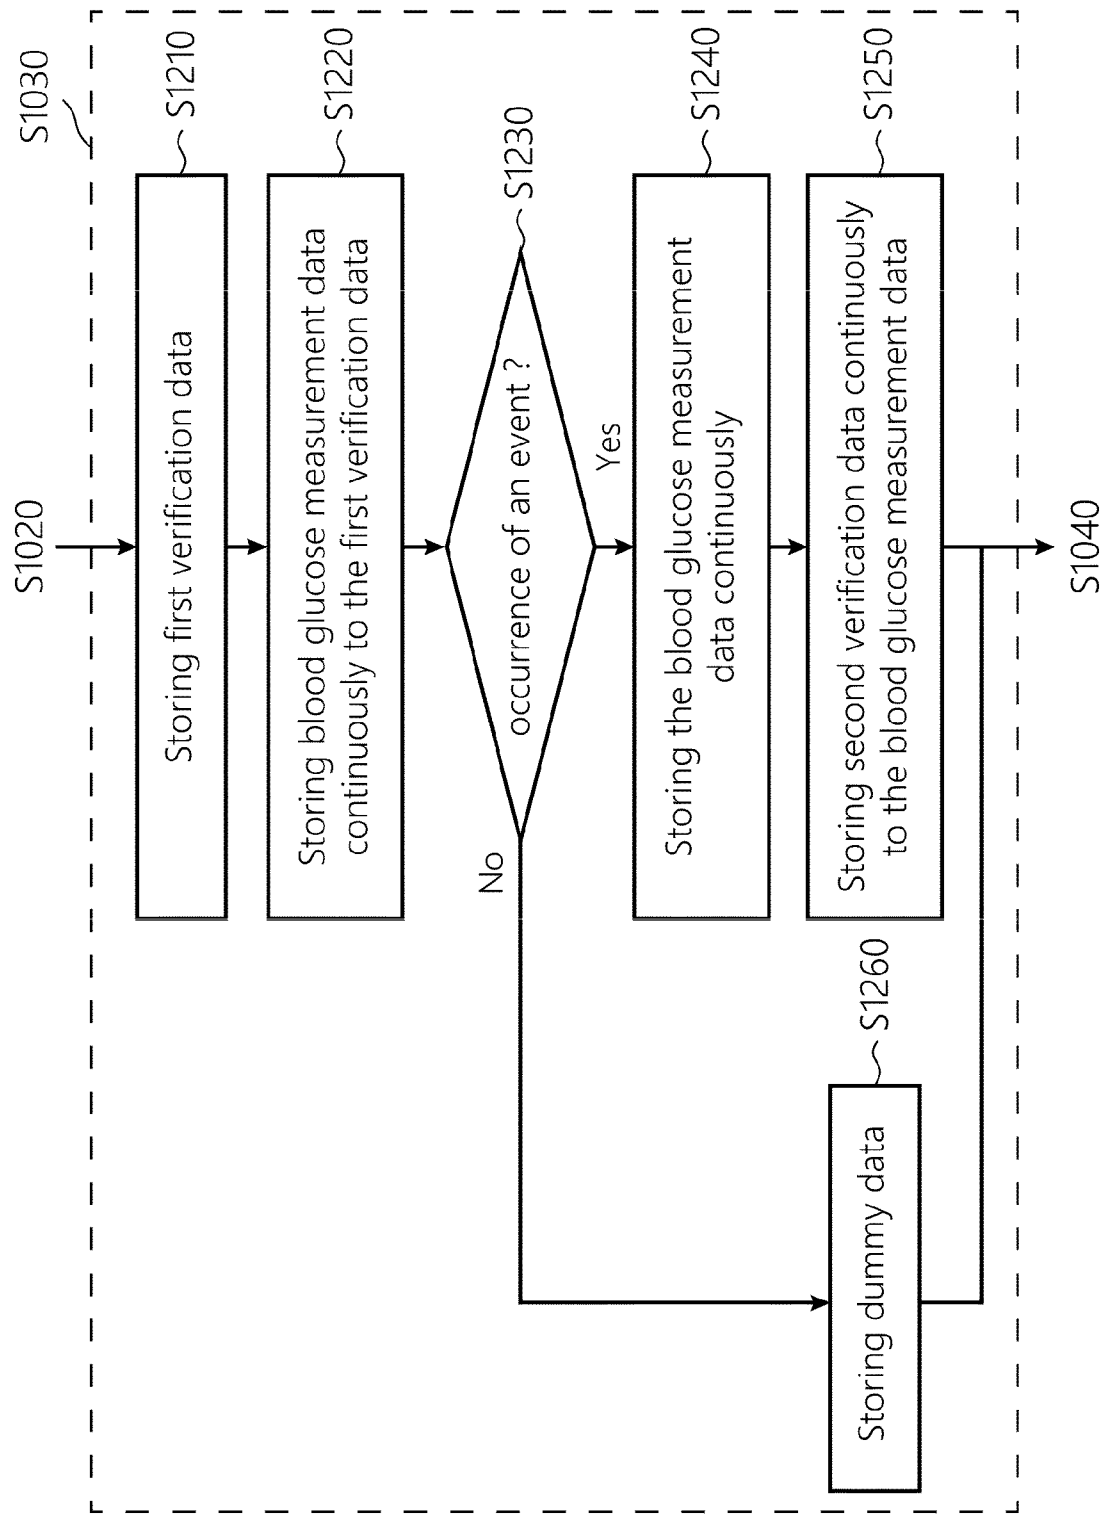 S1020
S1030
Storing first verification data
S1210
Storing blood glucose measurement data
continuously to the first verification data
S1220
occurrence of an event ?
S1230
No
Yes
Storing the blood glucose measurement
data continuously
S1240
Storing second verification data continuously
to the blood glucose measurement data
S1250
Storing dummy data
S1260
S1040